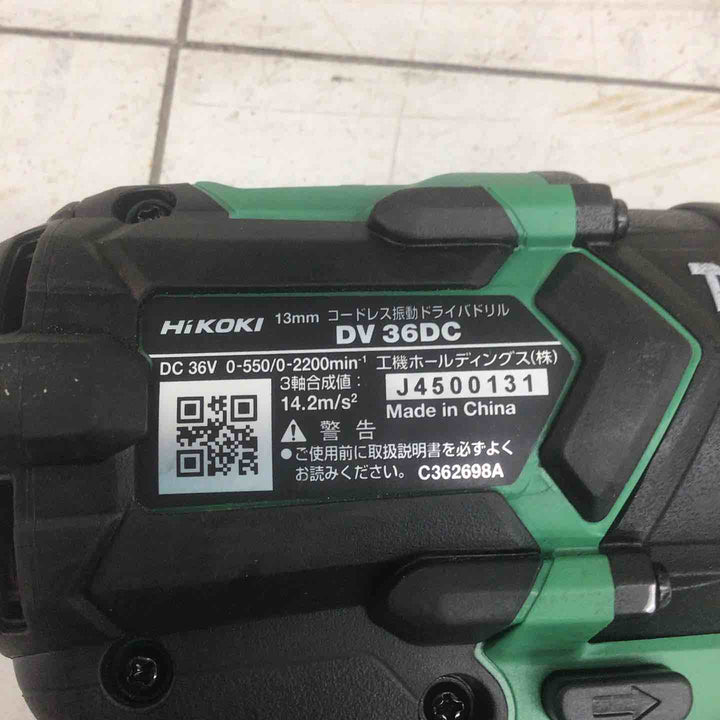 HiKOKI 13mm コードレス振動ドライバドリル
DV 36DC
DC 36V 0-550/0-2200min⁻¹ 工機ホールディングス(株)
3軸合成値:
14.2m/s²
J4500131
Made in China
警告
●ご使用前に取扱説明書を必ずよく
お読みください。 C362698A